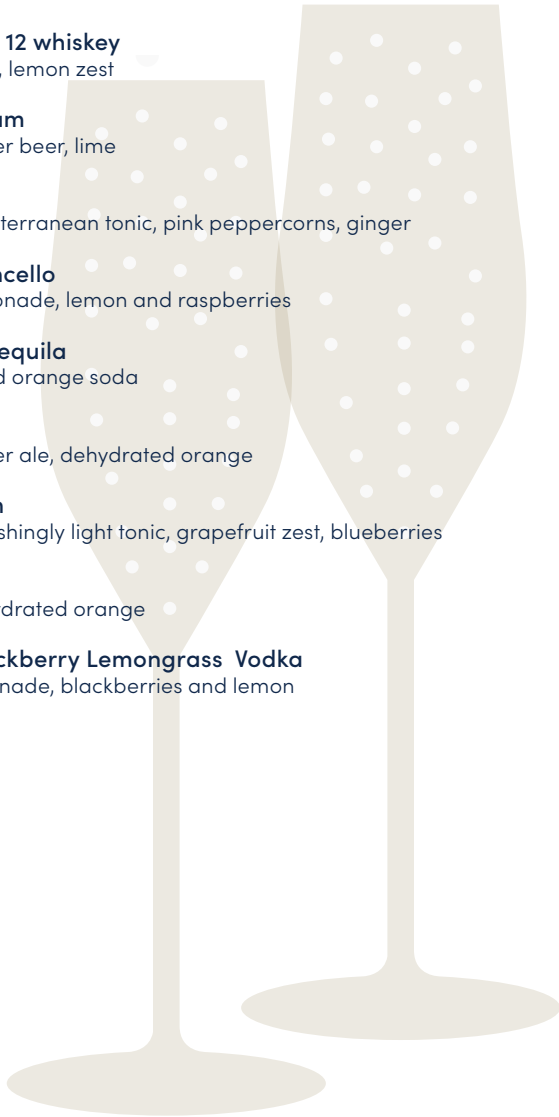 12 whiskey
, lemon zest
um
er beer, lime
terranean tonic, pink peppercorns, ginger
ncello
onade, lemon and raspberries
equila
d orange soda
er ale, dehydrated orange
n
shingly light tonic, grapefruit zest, blueberries
drated orange
ckberry Lemongrass Vodka
nade, blackberries and lemon